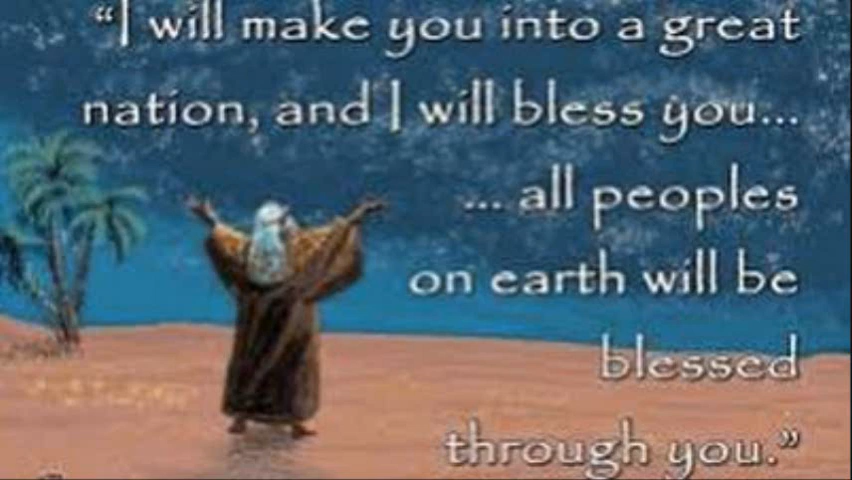 “I will make you into a great
nation, and I will bless you...
... all peoples
on earth will be
blessed
through you.”